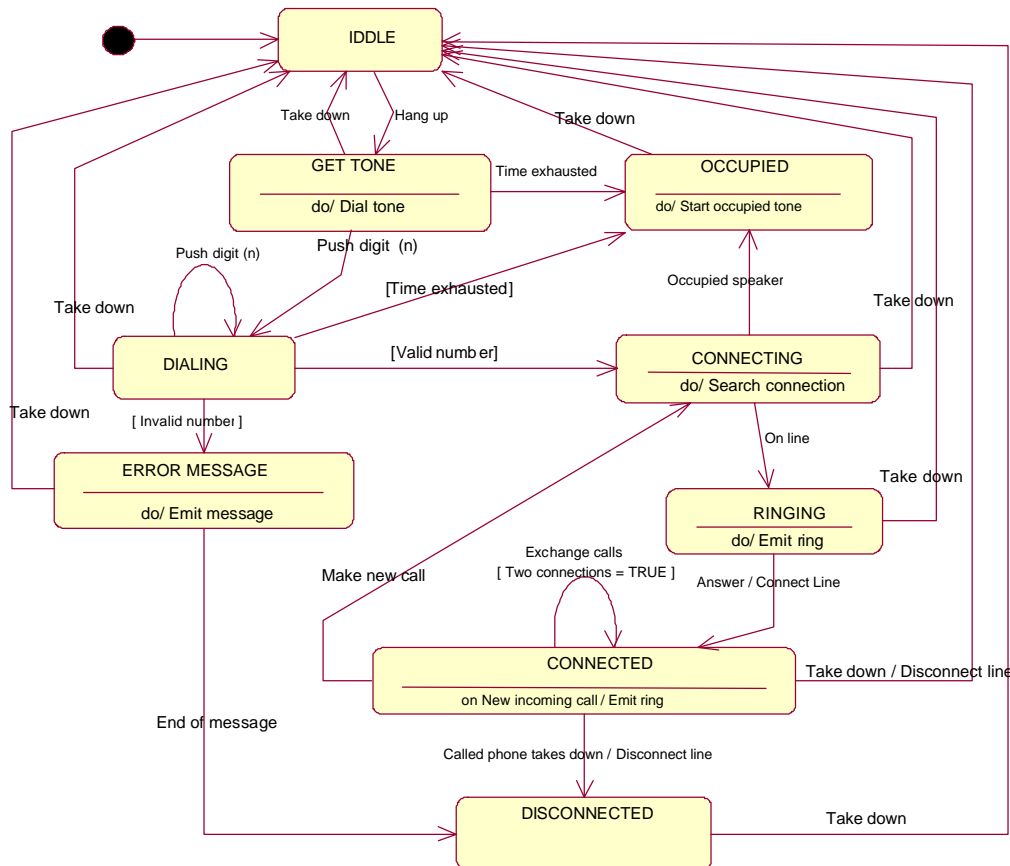 IDDLE
Take down
Hang up
Take down
GET TONE
do/ Dial tone
Time exhausted
OCCUPIED
do/ Start occupied tone
Push digit (n)
Push digit (n)
[Time exhausted]
Occupied speaker
Take down
Take down
DIALING
[Valid number]
CONNECTING
do/ Search connection
Take down
[ Invalid number ]
On line
ERROR MESSAGE
do/ Emit message
Take down
RINGING
do/ Emit ring
Exchange calls
[ Two connections = TRUE ]
Make new call
Answer / Connect Line
CONNECTED
on New incoming call / Emit ring
Take down / Disconnect line
End of message
Called phone takes down / Disconnect line
DISCONNECTED
Take down